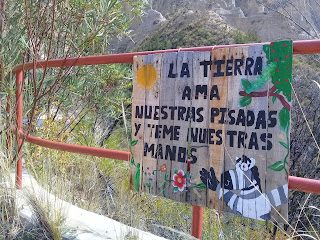 LA TIERRA
AMA
NUESTRAS PISADAS
Y TEME NUESTRAS
MANOS